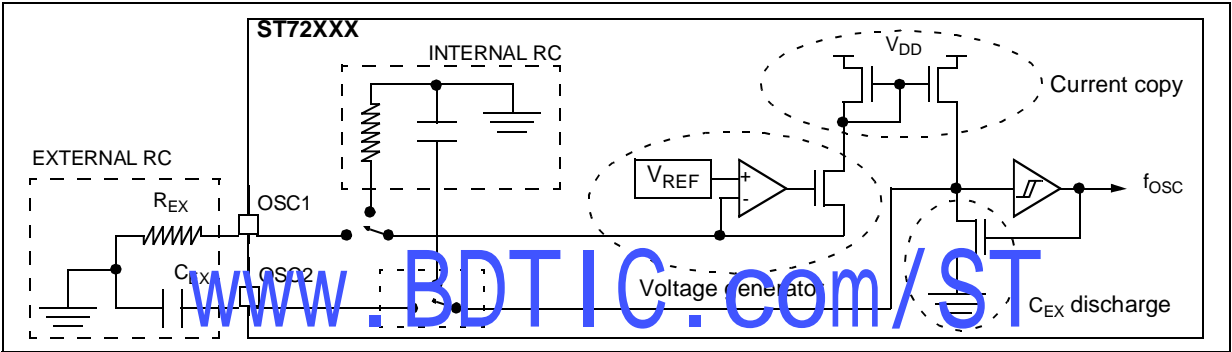 ST72XXX
INTERNAL RC
VDD
Current copy
EXTERNAL RC
REX
OSC1
VREF
+
-
fOSC
CEX
OSC2
Voltage generator
CEX discharge
www.BDTIC.com/ST